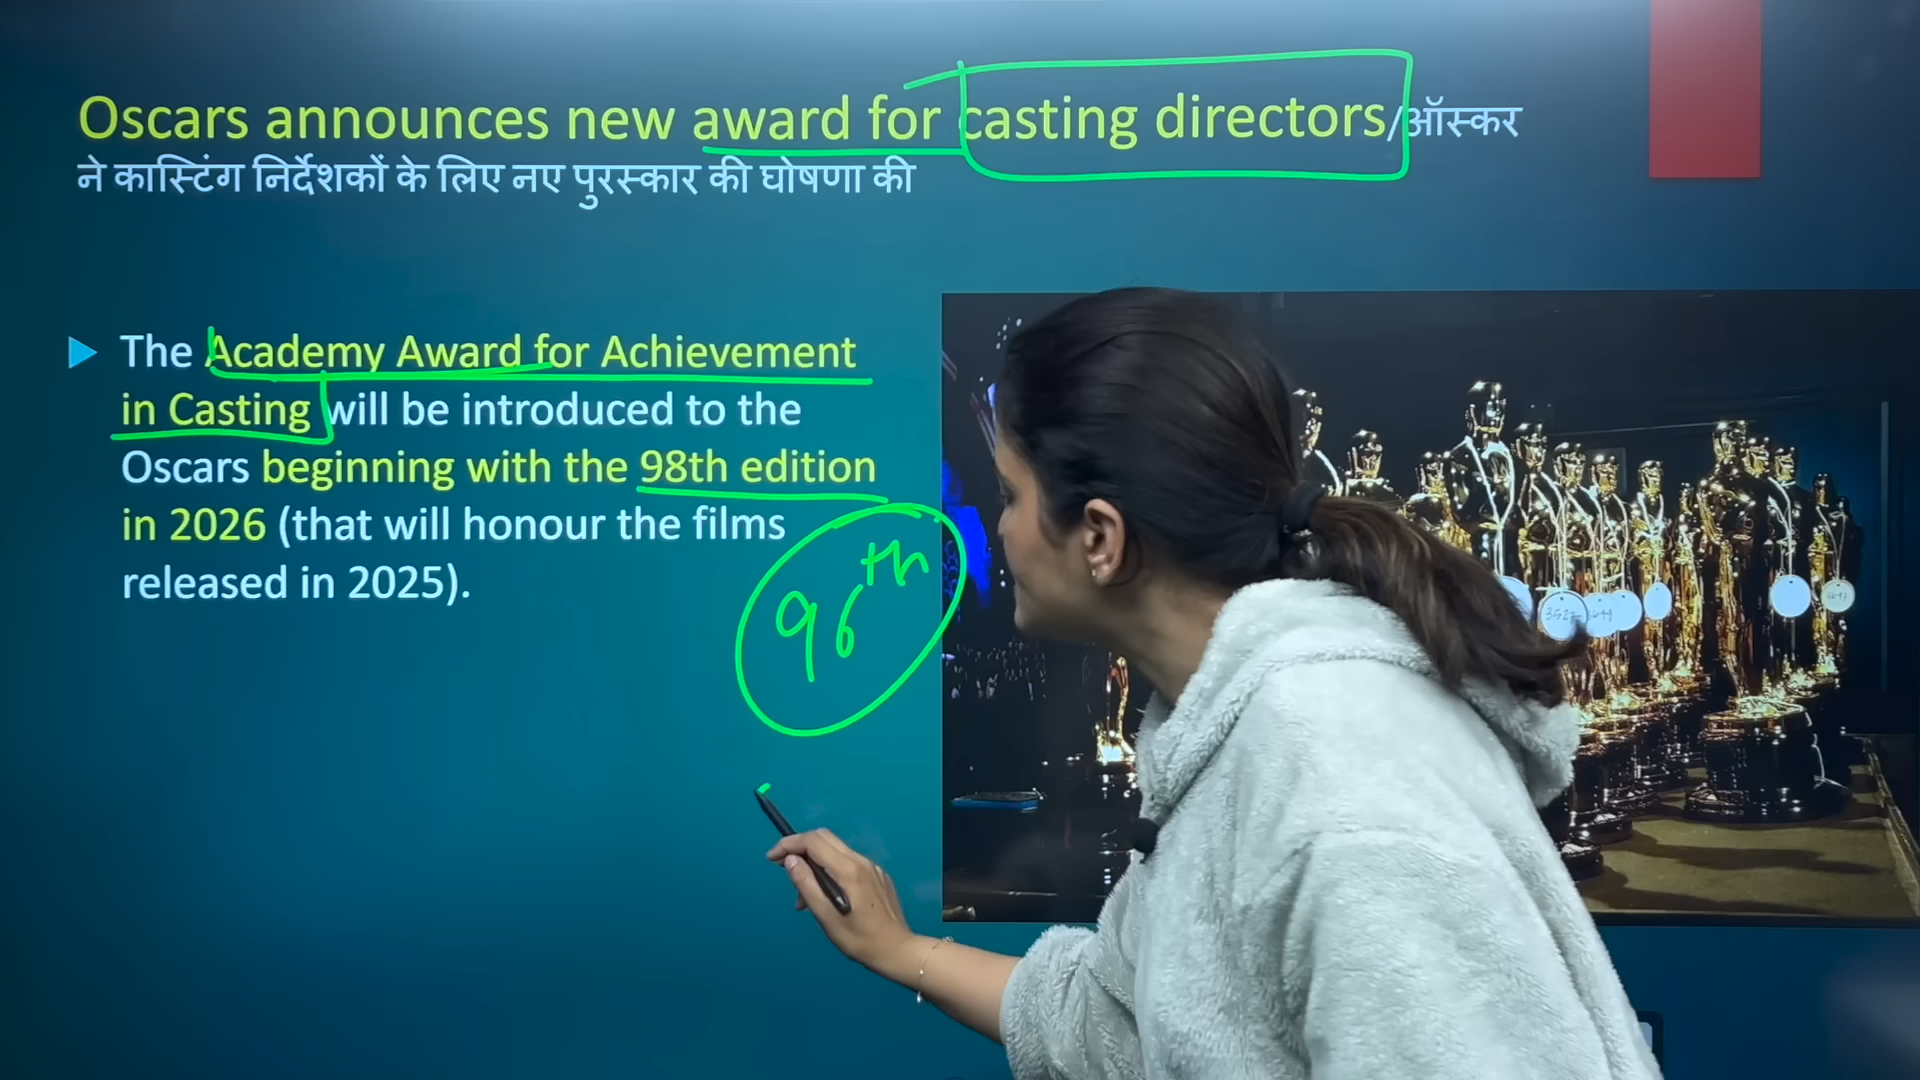 Oscars announces new award for casting directors/ऑस्कर
ने कास्टिंग निर्देशकों के लिए नए पुरस्कार की घोषणा की
The Academy Award for Achievement
in Casting will be introduced to the
Oscars beginning with the 98th edition
in 2026 (that will honour the films
released in 2025).
96th